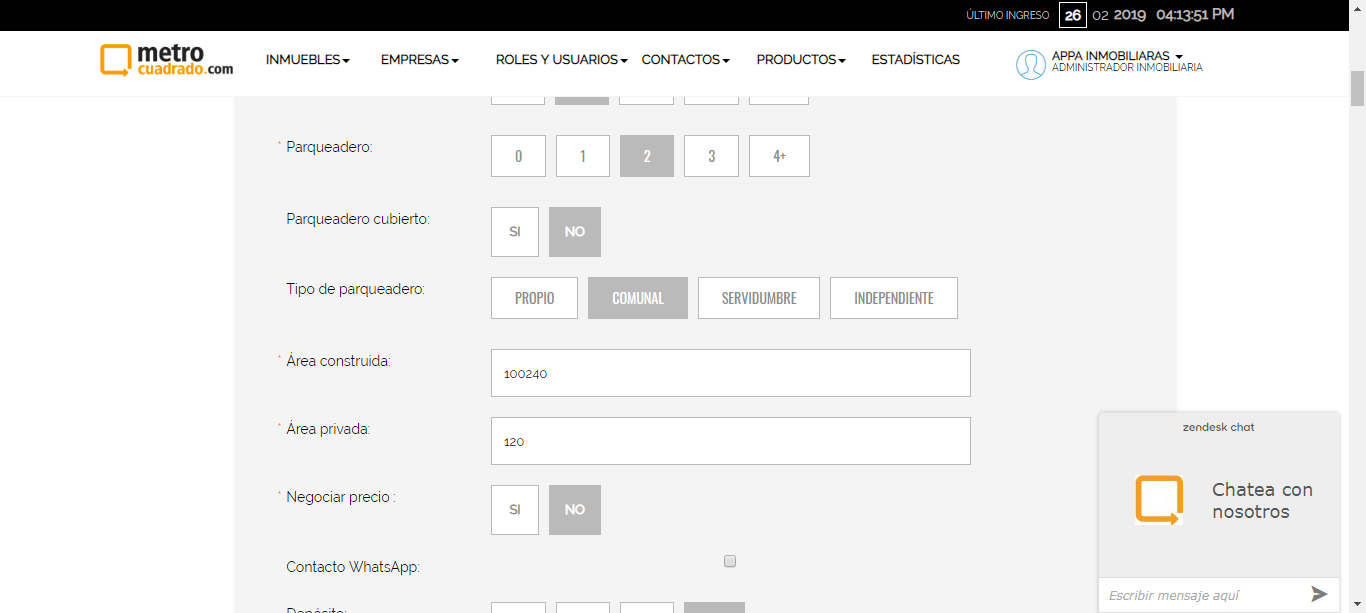 ÚLTIMO INGRESO 26 02 2019 04:13:51 PM
metro
cuadrado.com
INMUEBLES EMPRESAS ROLES Y USUARIOS CONTACTOS PRODUCTOS ESTADÍSTICAS
APPA INMOBILIARAS
ADMINISTRADOR INMOBILIARIA
* Parqueadero: 0 1 2 3 4+
Parqueadero cubierto: SI NO
Tipo de parqueadero: PROPIO COMUNAL SERVIDUMBRE INDEPENDIENTE
* Área construida: 100240
* Área privada: 120
* Negociar precio : SI NO
Contacto WhatsApp:
Depósito:
zendesk chat
Chatea con
nosotros
Escribir mensaje aquí